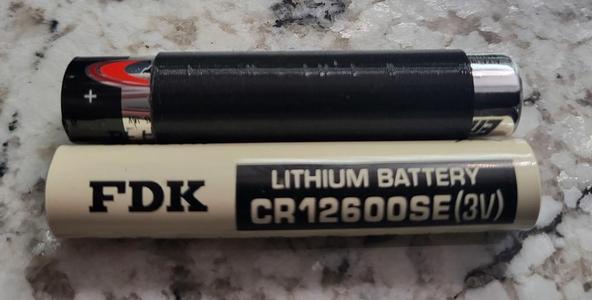 +
FDK
LITHIUM BATTERY
CR12600SE(3V)